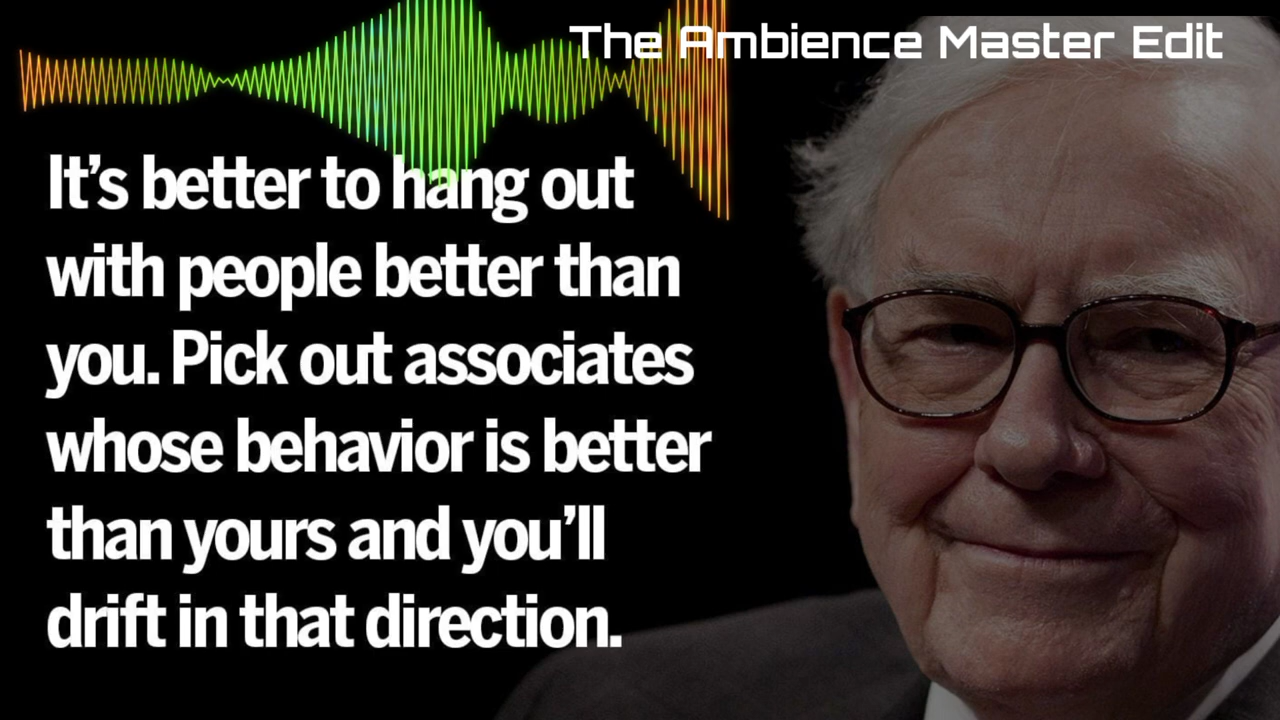 The Ambience Master Edit
It’s better to hang out
with people better than
you. Pick out associates
whose behavior is better
than yours and you’ll
drift in that direction.